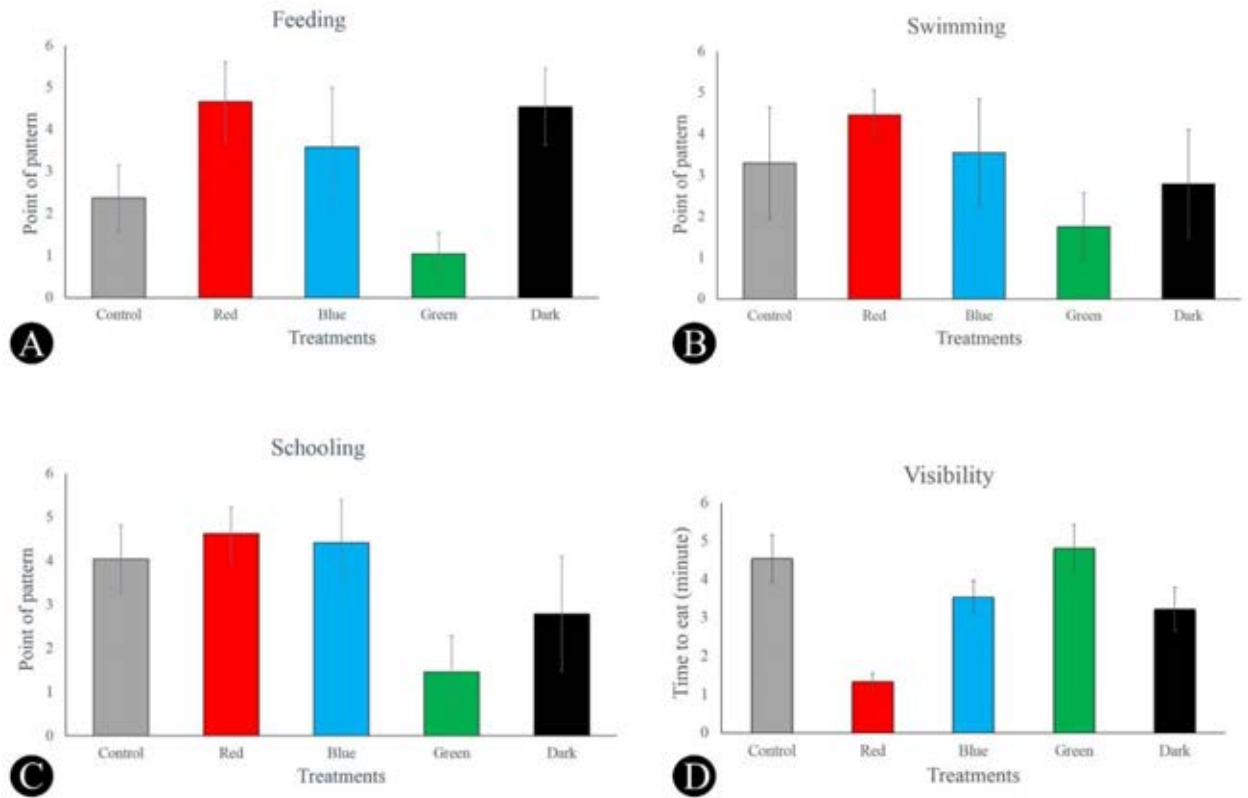 Feeding
6
5
4
3
2
1
0
Point of pattern
Control Red Blue Green Dark
Treatments
A
Swimming
6
5
4
3
2
1
0
Point of pattern
Control Red Blue Green Dark
Treatments
B
Schooling
6
5
4
3
2
1
0
Point of pattern
Control Red Blue Green Dark
Treatments
C
Visibility
6
5
4
3
2
1
0
Time to eat (minute)
Control Red Blue Green Dark
Treatments
D